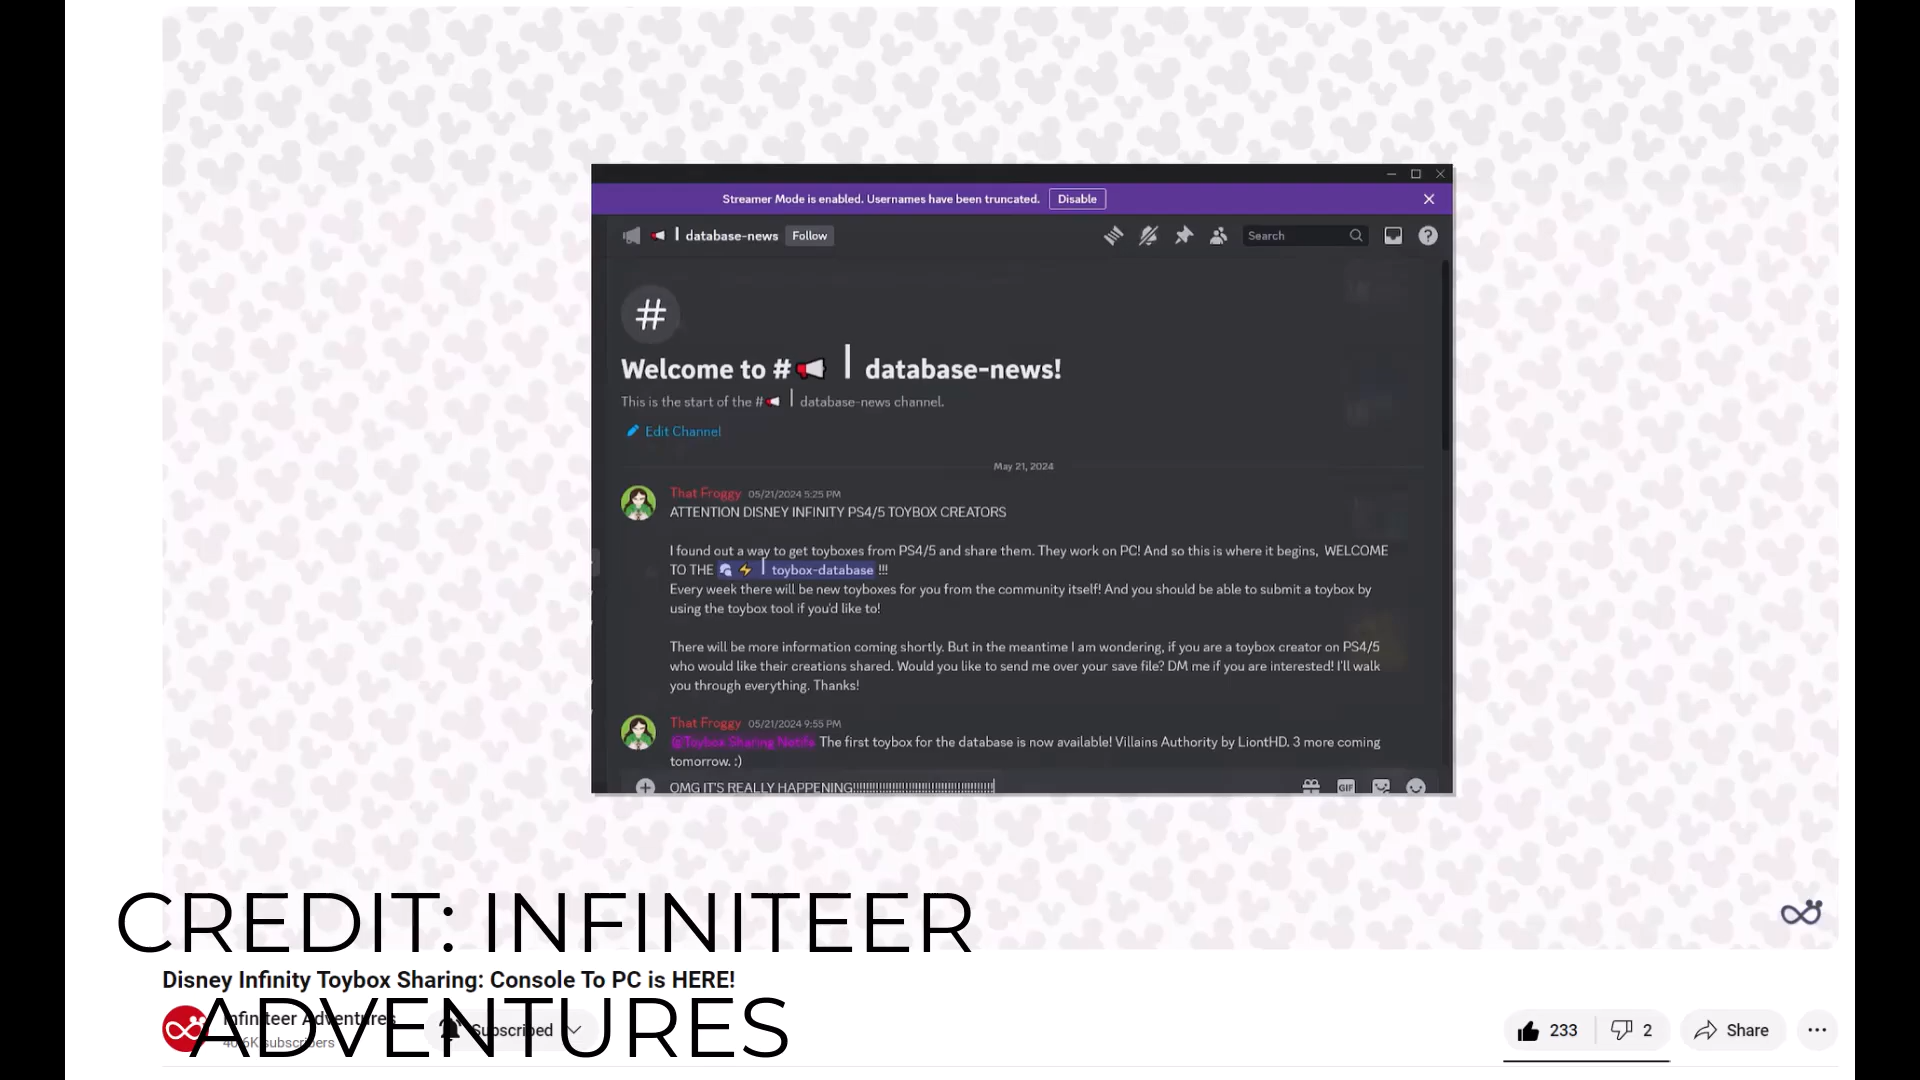 Streamer Mode is enabled. Usernames have been truncated. Disable
database-news Follow Search
Welcome to # database-news!
This is the start of the # database-news channel.
Edit Channel
May 21, 2024
That Froggy 05/21/2024 5:25 PM
ATTENTION DISNEY INFINITY PS4/5 TOYBOX CREATORS
I found out a way to get toyboxes from PS4/5 and share them. They work on PC! And so this is where it begins, WELCOME
TO THE toybox-database !!!
Every week there will be new toyboxes for you from the community itself! And you should be able to submit a toybox by
using the toybox tool if you'd like to!
There will be more information coming shortly. But in the meantime I am wondering, if you are a toybox creator on PS4/5
who would like their creations shared. Would you like to send me over your save file? DM me if you are interested! I'll walk
you through everything. Thanks!
That Froggy 05/21/2024 9:55 PM
@Toybox Sharing Notifs The first toybox for the database is now available! Villains Authority by LiontHD. 3 more coming
tomorrow. :)
OMG IT'S REALLY HAPPENING!!!!!!!!!!!!!!!!!!!!!!!!!!!!!!!!!!!!!!!!!!!
GIF
CREDIT: INFINITEER
Disney Infinity Toybox Sharing: Console To PC is HERE!
ADVENTURES
Infiniteer Adventures
subscribers
Subscribed
233 2 Share